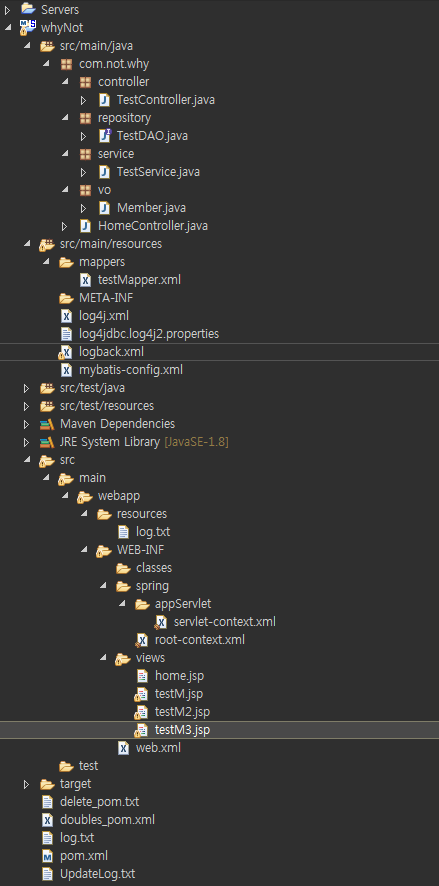 Servers
whyNot
src/main/java
com.not.why
controller
TestController.java
repository
TestDAO.java
service
TestService.java
vo
Member.java
HomeController.java
src/main/resources
mappers
testMapper.xml
META-INF
log4j.xml
log4jdbc.log4j2.properties
logback.xml
mybatis-config.xml
src/test/java
src/test/resources
Maven Dependencies
JRE System Library [JavaSE-1.8]
src
main
webapp
resources
log.txt
WEB-INF
classes
spring
appServlet
servlet-context.xml
root-context.xml
views
home.jsp
testM.jsp
testM2.jsp
testM3.jsp
web.xml
test
target
delete_pom.txt
doubles_pom.xml
log.txt
pom.xml
UpdateLog.txt